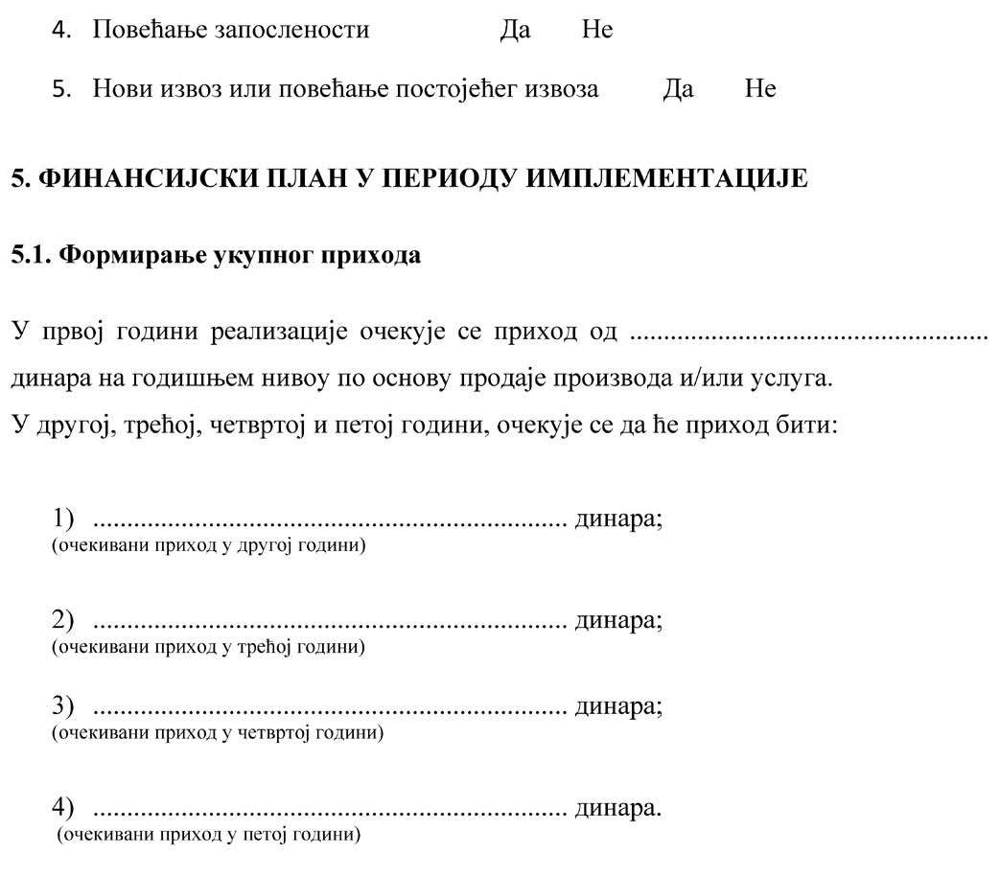 4. Повећање запослености Да Не
5. Нови извоз или повећање постојећег извоза Да Не
5. ФИНАНСИЈСКИ ПЛАН У ПЕРИОДУ ИМПЛЕМЕНТАЦИЈЕ
5.1. Формирање укупног прихода
У првој години реализације очекује се приход од .....................................................
динара на годишњем нивоу по основу продаје производа и/или услуга.
У другој, трећој, четвртој и петој години, очекује се да ће приход бити:
1) ...................................................................... динара;
(очекивани приход у другој години)
2) ...................................................................... динара;
(очекивани приход у трећој години)
3) ...................................................................... динара;
(очекивани приход у четвртој години)
4) ...................................................................... динара.
(очекивани приход у петој години)